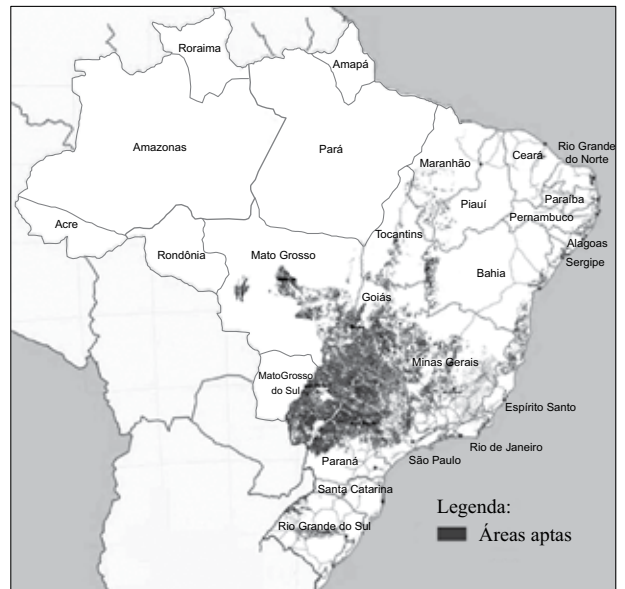 Roraima
Amapá
Amazonas
Pará
Maranhão
Ceará
Rio Grande
do Norte
Piauí
Paraíba
Pernambuco
Acre
Rondônia
Mato Grosso
Tocantins
Alagoas
Sergipe
Bahia
Goiás
MatoGrosso
do Sul
Minas Gerais
Espírito Santo
Rio de Janeiro
São Paulo
Paraná
Santa Catarina
Rio Grande do Sul
Legenda:
Áreas aptas